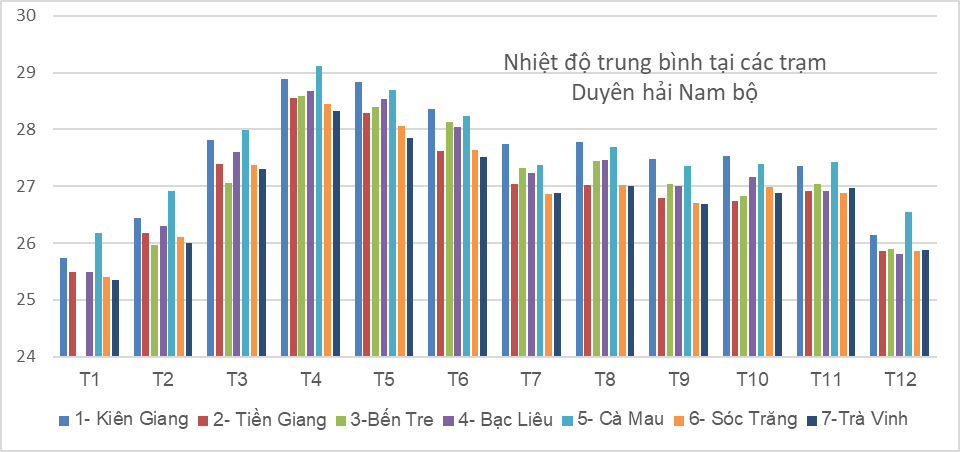 30
29
28
27
26
25
24
Nhiệt độ trung bình tại các trạm
Duyên hải Nam bộ
T1 T2 T3 T4 T5 T6 T7 T8 T9 T10 T11 T12
1- Kiên Giang 2- Tiền Giang 3-Bến Tre 4- Bạc Liêu 5- Cà Mau 6- Sóc Trăng 7-Trà Vinh